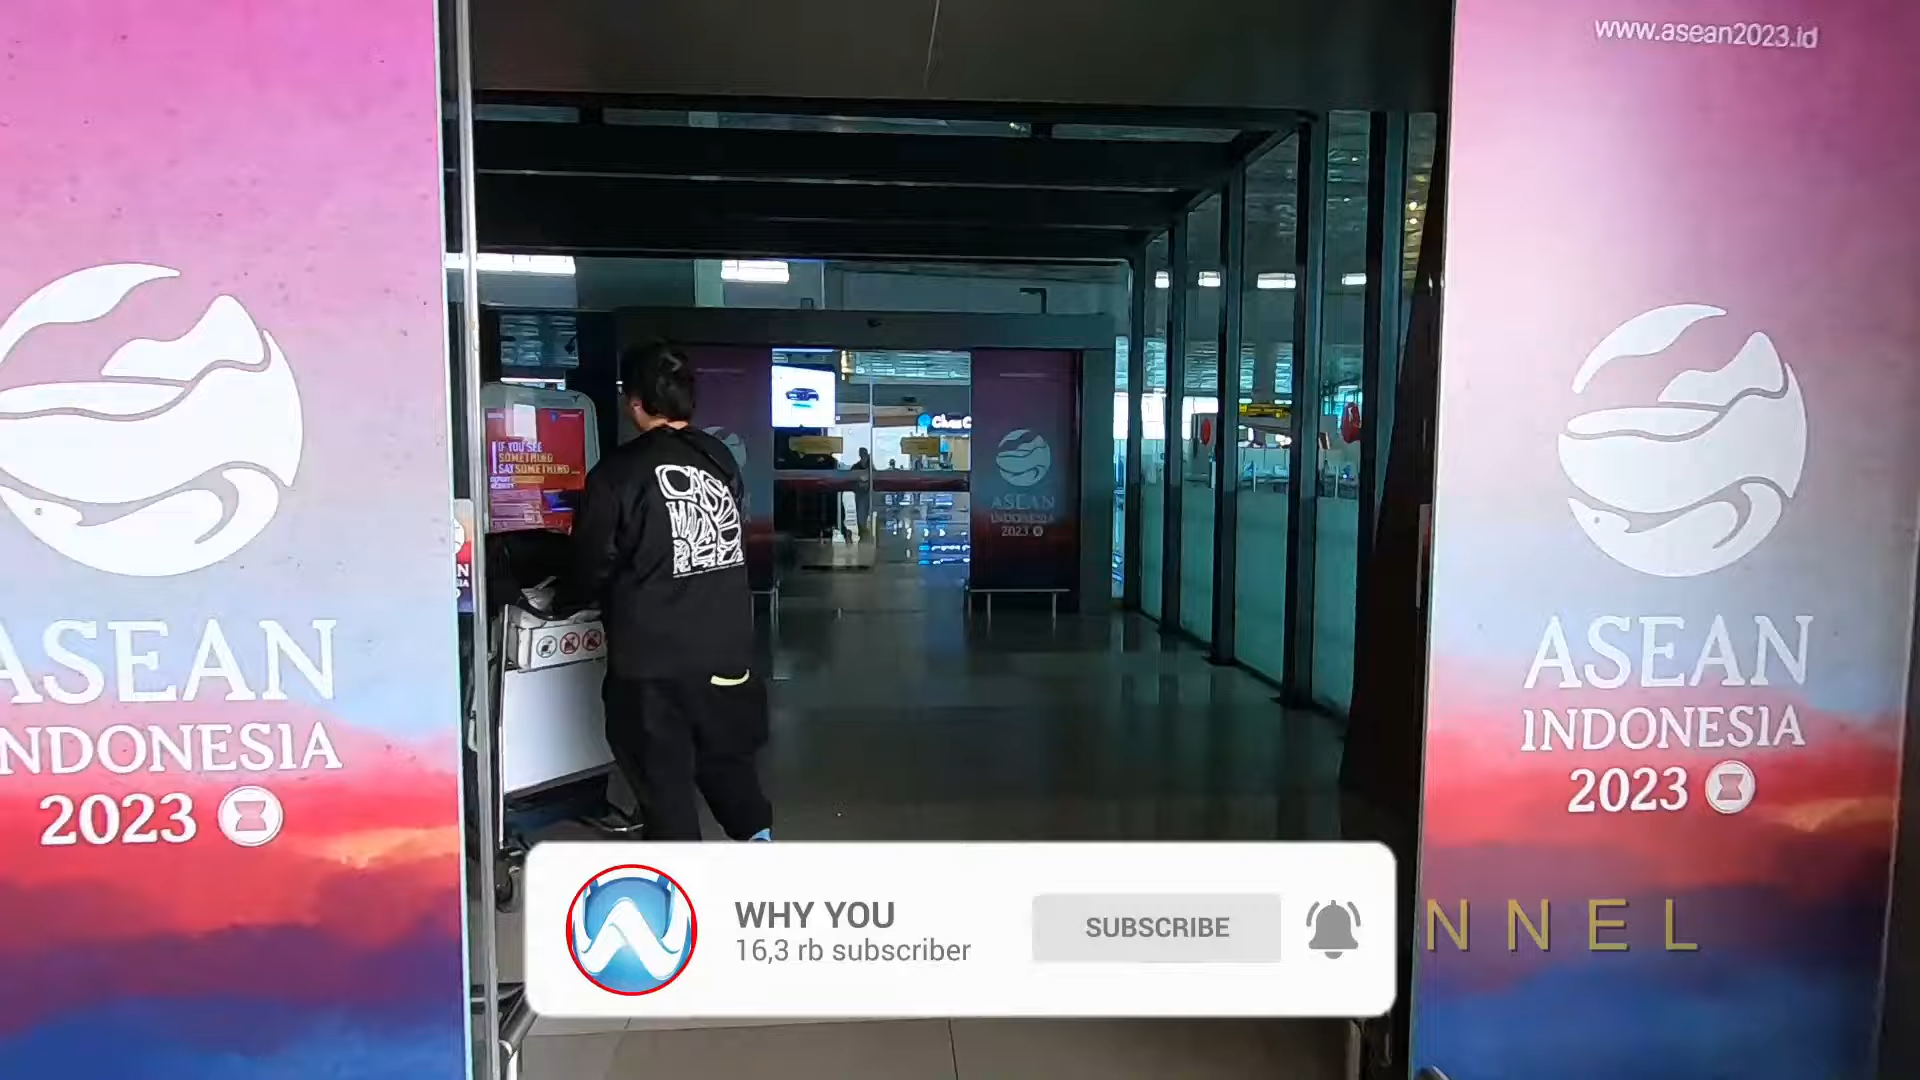 www.asean2023.id
ASEAN
INDONESIA
2023
ASEAN
INDONESIA
2023
IF YOU SEE
SOMETHING
SAY SOMETHING
ASEAN
INDONESIA
2023
WHY YOU
16,3 rb subscriber
SUBSCRIBE
NNEL